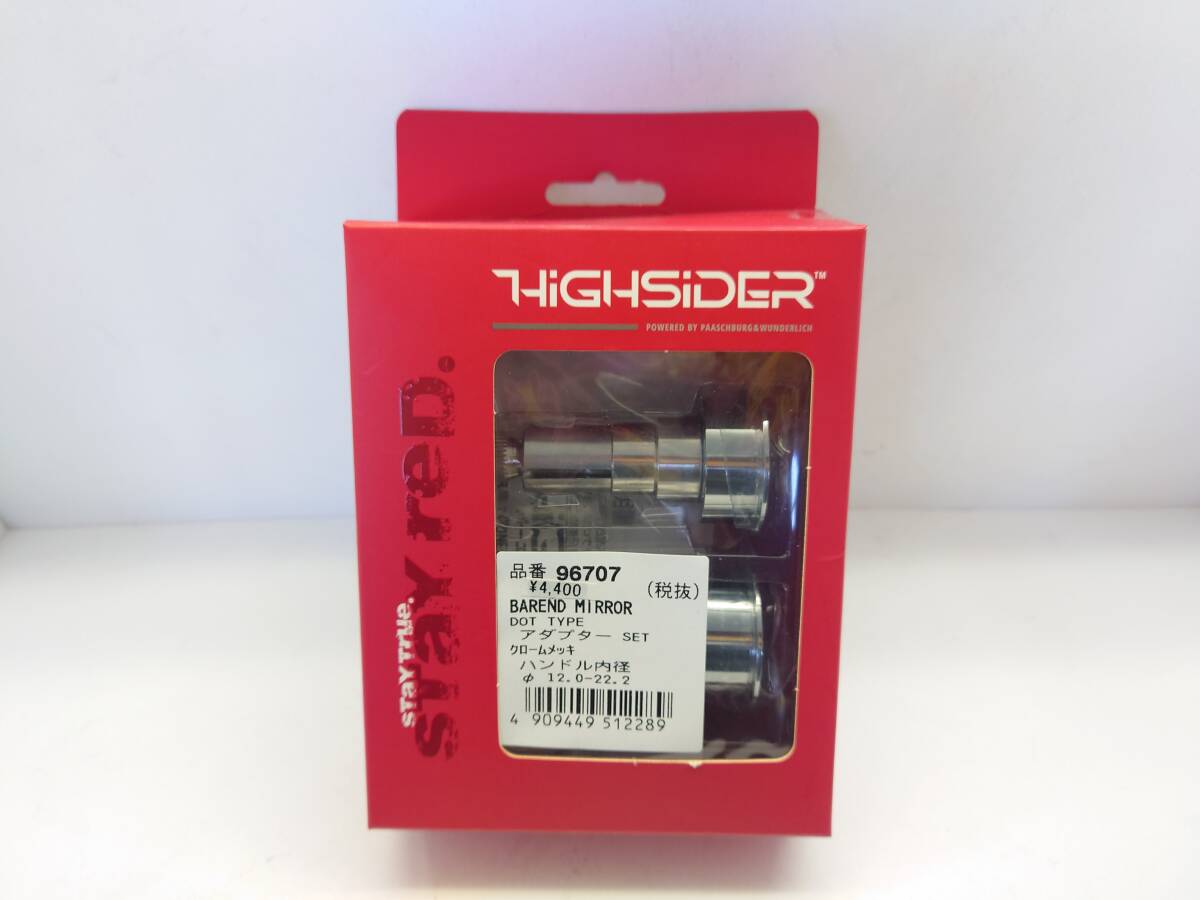 HiGHSiDER™
POWERED BY PAASCHBURG&WUNDERLICH
STaY TrUe.
STaY reD.
品番 96707
¥4,400 (税抜)
BAREND MIRROR
DOT TYPE
アダプター SET
クロームメッキ
ハンドル内径
φ 12.0-22.2
4 909449 512289